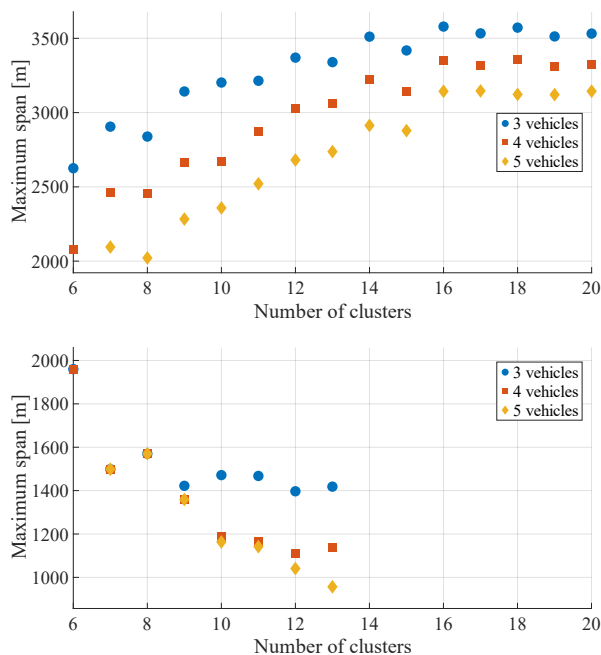 3500
3000
2500
2000
Maximum span [m]
3 vehicles
4 vehicles
5 vehicles
6 8 10 12 14 16 18 20
Number of clusters
2000
1800
1600
1400
1200
1000
Maximum span [m]
3 vehicles
4 vehicles
5 vehicles
6 8 10 12 14 16 18 20
Number of clusters